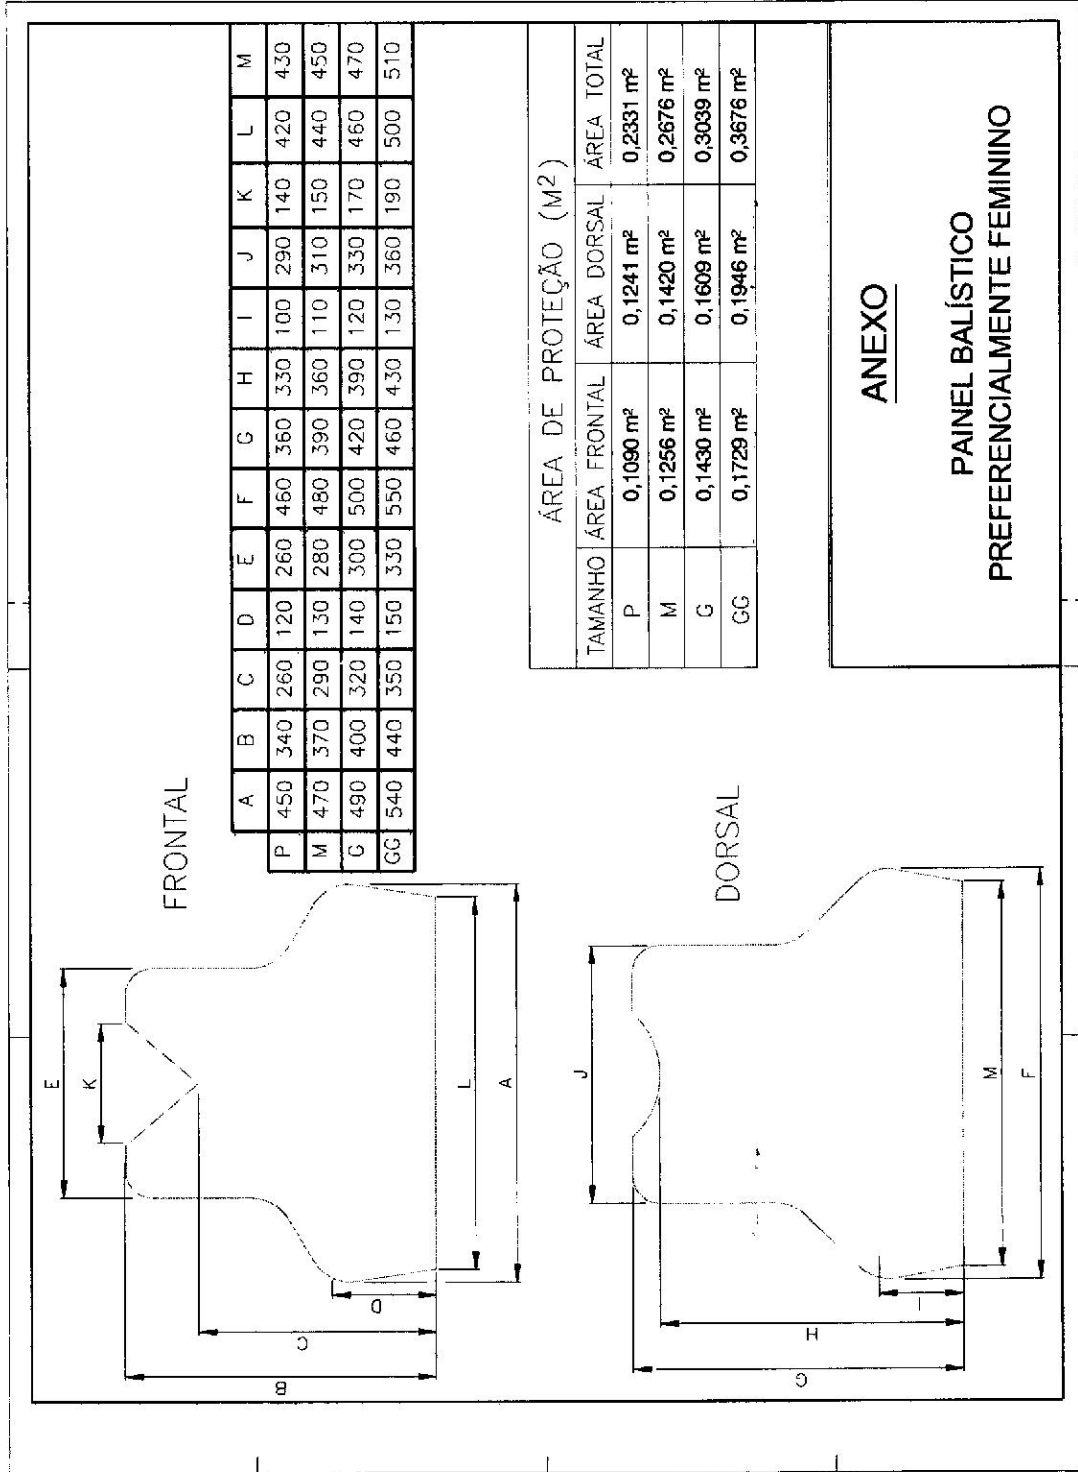 FRONTAL
E
K
B
C
D
L
A
A B C D E F G H I J K L M
P 450 340 260 120 260 460 360 330 100 290 140 420 430
M 470 370 290 130 280 480 390 360 110 310 150 440 450
G 490 400 320 140 300 500 420 390 120 330 170 460 470
GG 540 440 350 150 330 550 460 430 130 360 190 500 510
DORSAL
J
G
H
I
M
F
ÁREA DE PROTEÇÃO (M²)
TAMANHO ÁREA FRONTAL ÁREA DORSAL ÁREA TOTAL
P 0,1090 m² 0,1241 m² 0,2331 m²
M 0,1256 m² 0,1420 m² 0,2676 m²
G 0,1430 m² 0,1609 m² 0,3039 m²
GG 0,1729 m² 0,1946 m² 0,3676 m²
ANEXO
PAINEL BALÍSTICO
PREFERENCIALMENTE FEMININO